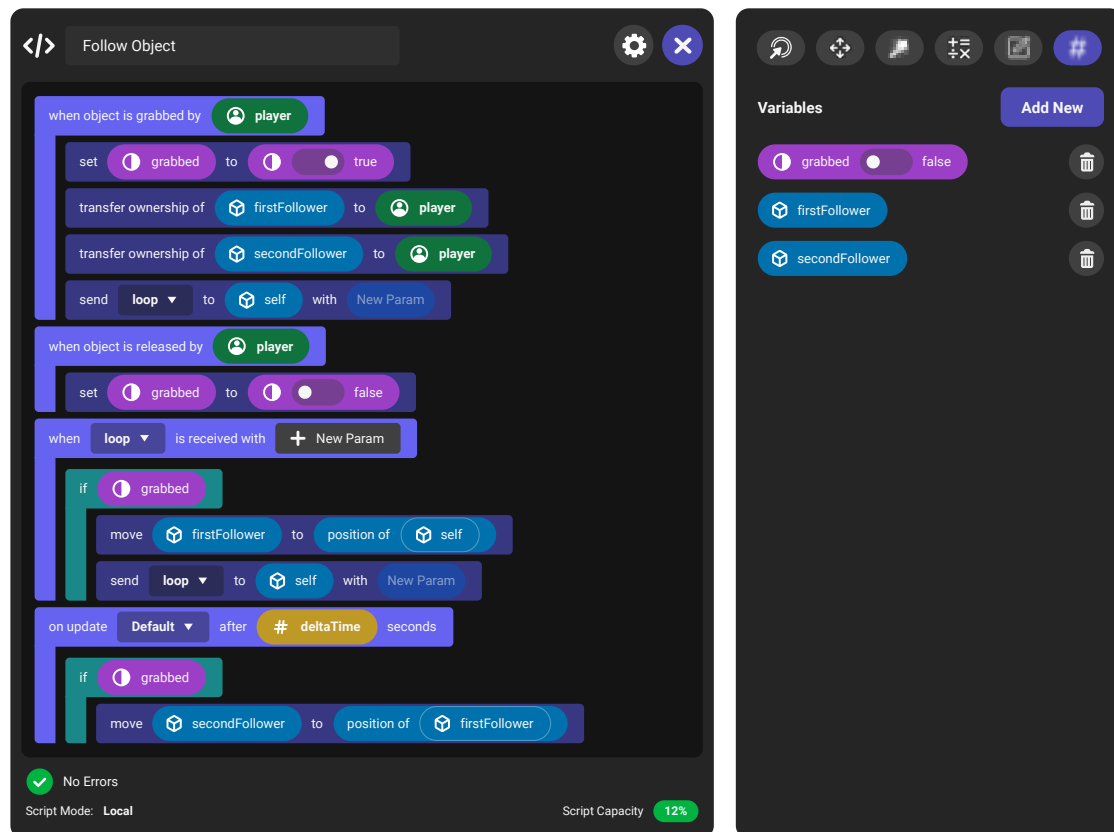 </> Follow Object
when object is grabbed by player
set grabbed to true
transfer ownership of firstFollower to player
transfer ownership of secondFollower to player
send loop to self with New Param
when object is released by player
set grabbed to false
when loop is received with + New Param
if grabbed
move firstFollower to position of self
send loop to self with New Param
on update Default after # deltaTime seconds
if grabbed
move secondFollower to position of firstFollower
No Errors
Script Mode: Local
Script Capacity 12%
#
Variables
Add New
grabbed false
firstFollower
secondFollower